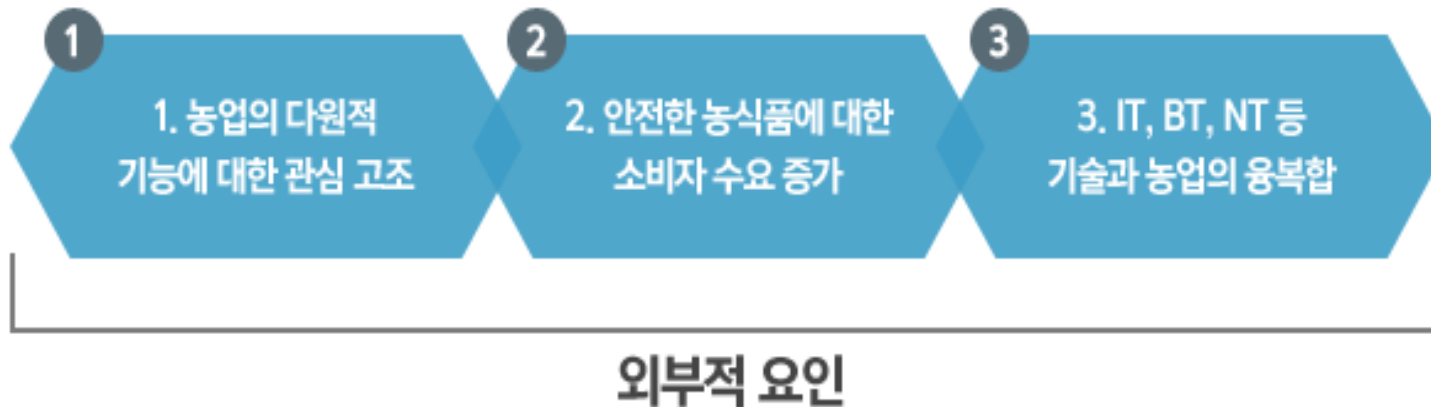 1
1. 농업의 다원적
기능에 대한 관심 고조
2
2. 안전한 농식품에 대한
소비자 수요 증가
3
3. IT, BT, NT 등
기술과 농업의 융복합
외부적 요인